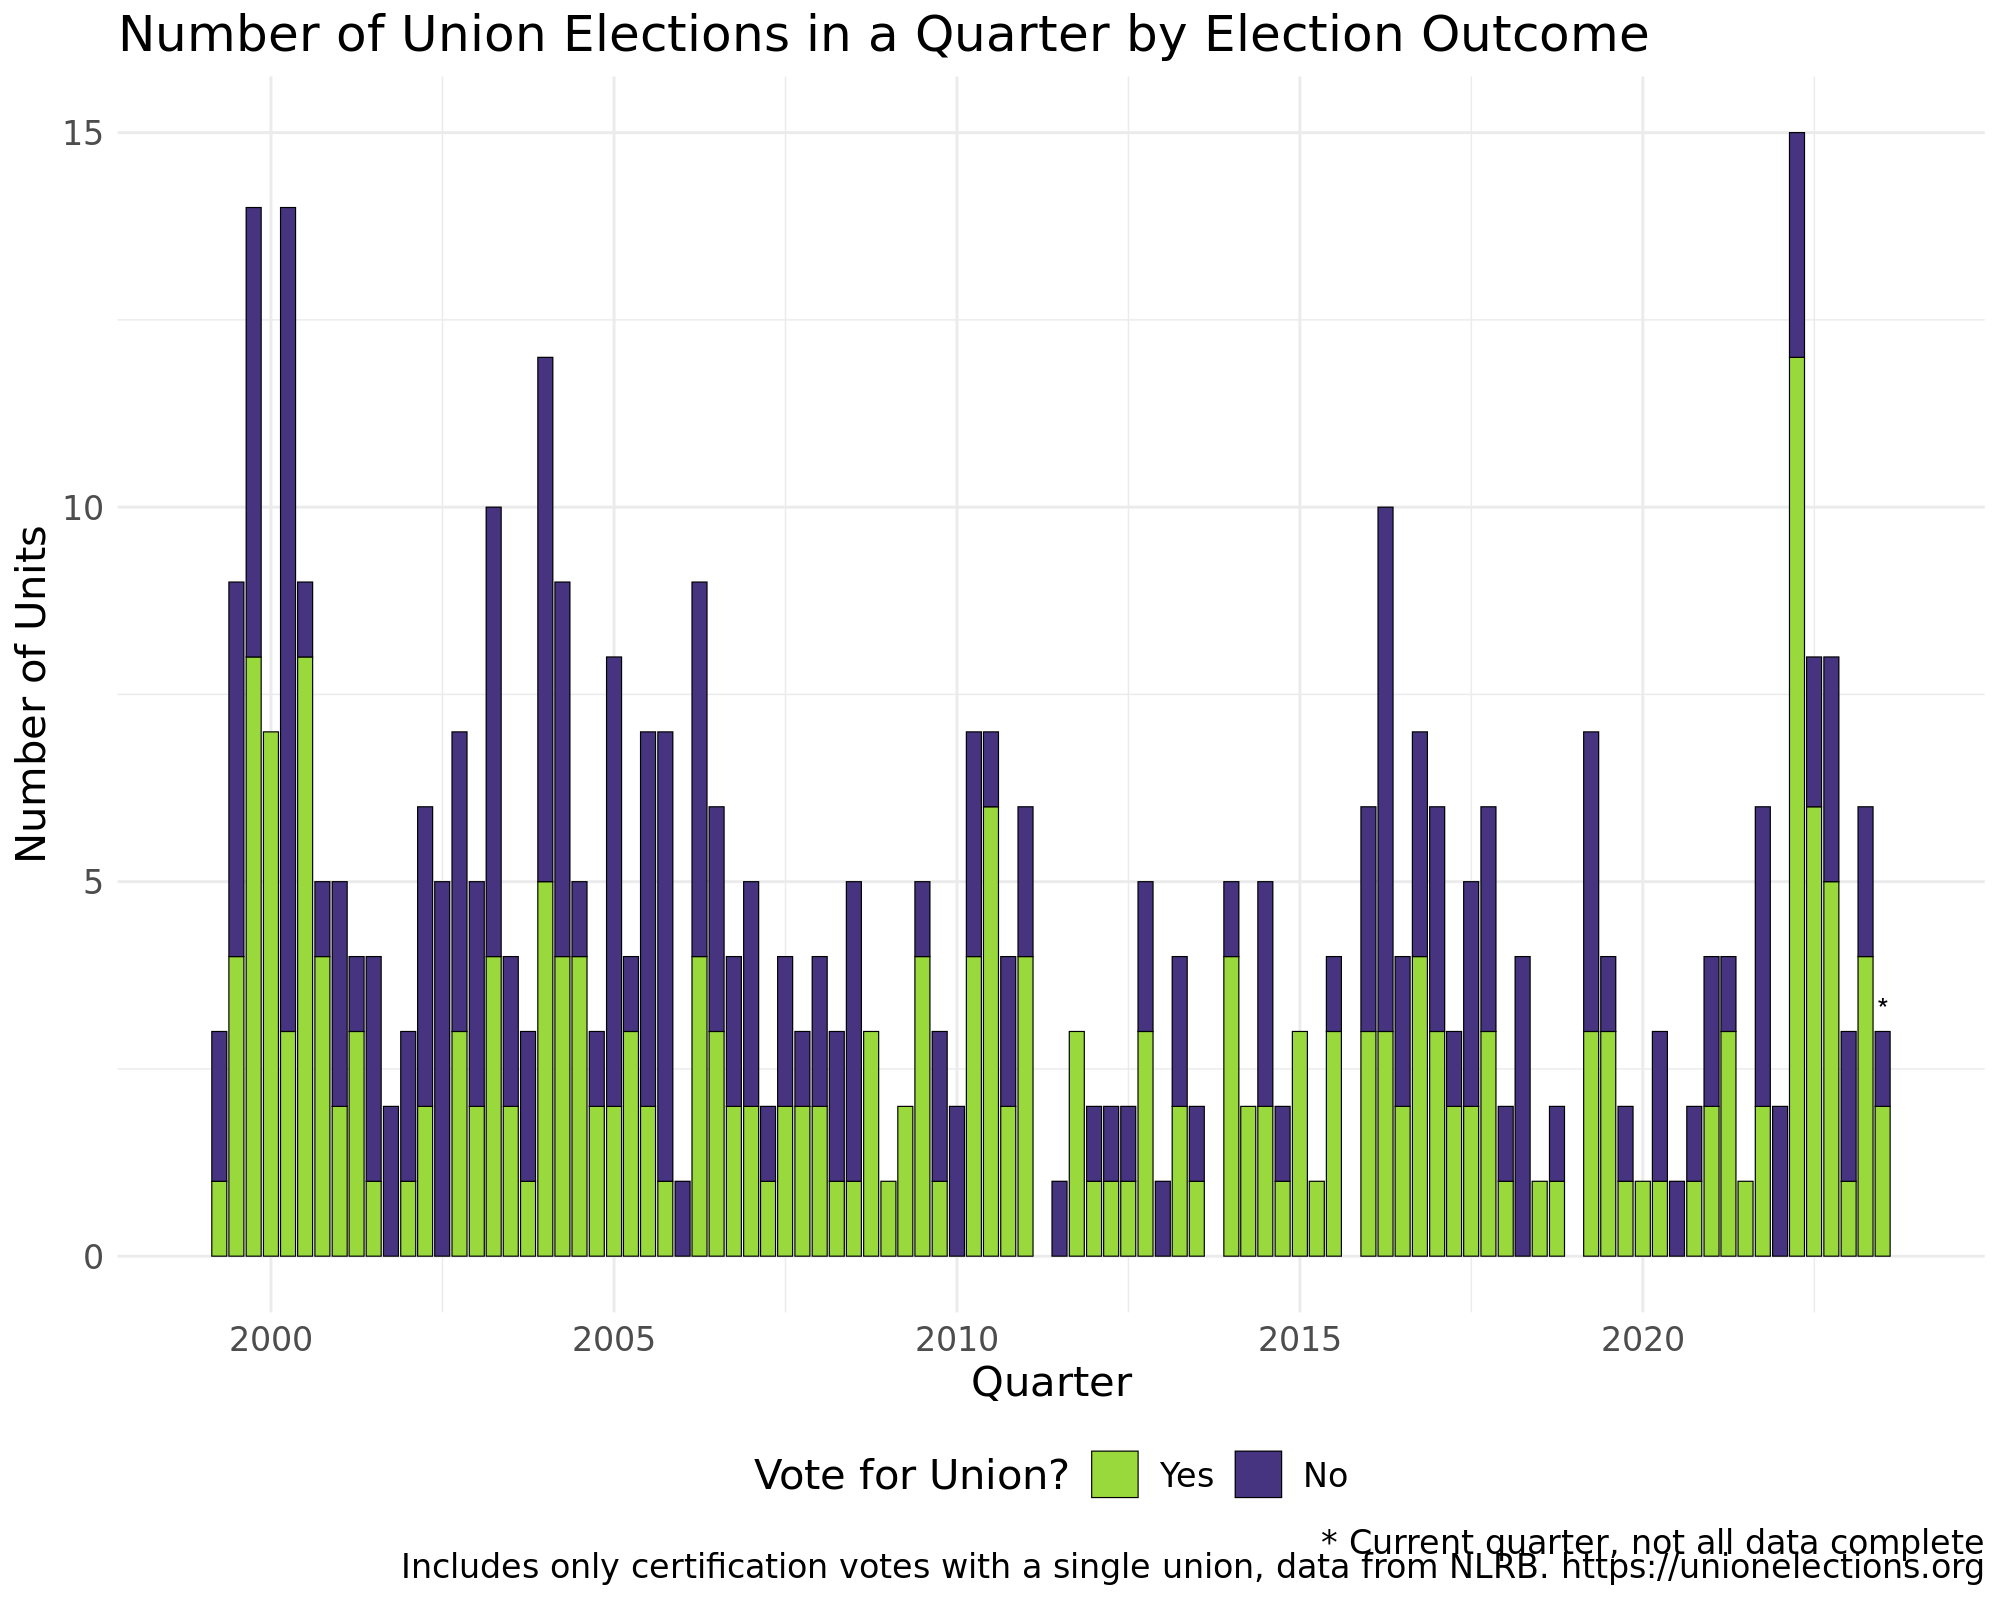 Number of Union Elections in a Quarter by Election Outcome
Number of Units
15
10
5
0
*
2000 2005 2010 2015 2020
Quarter
Vote for Union? Yes No
* Current quarter, not all data complete
Includes only certification votes with a single union, data from NLRB. https://unionelections.org